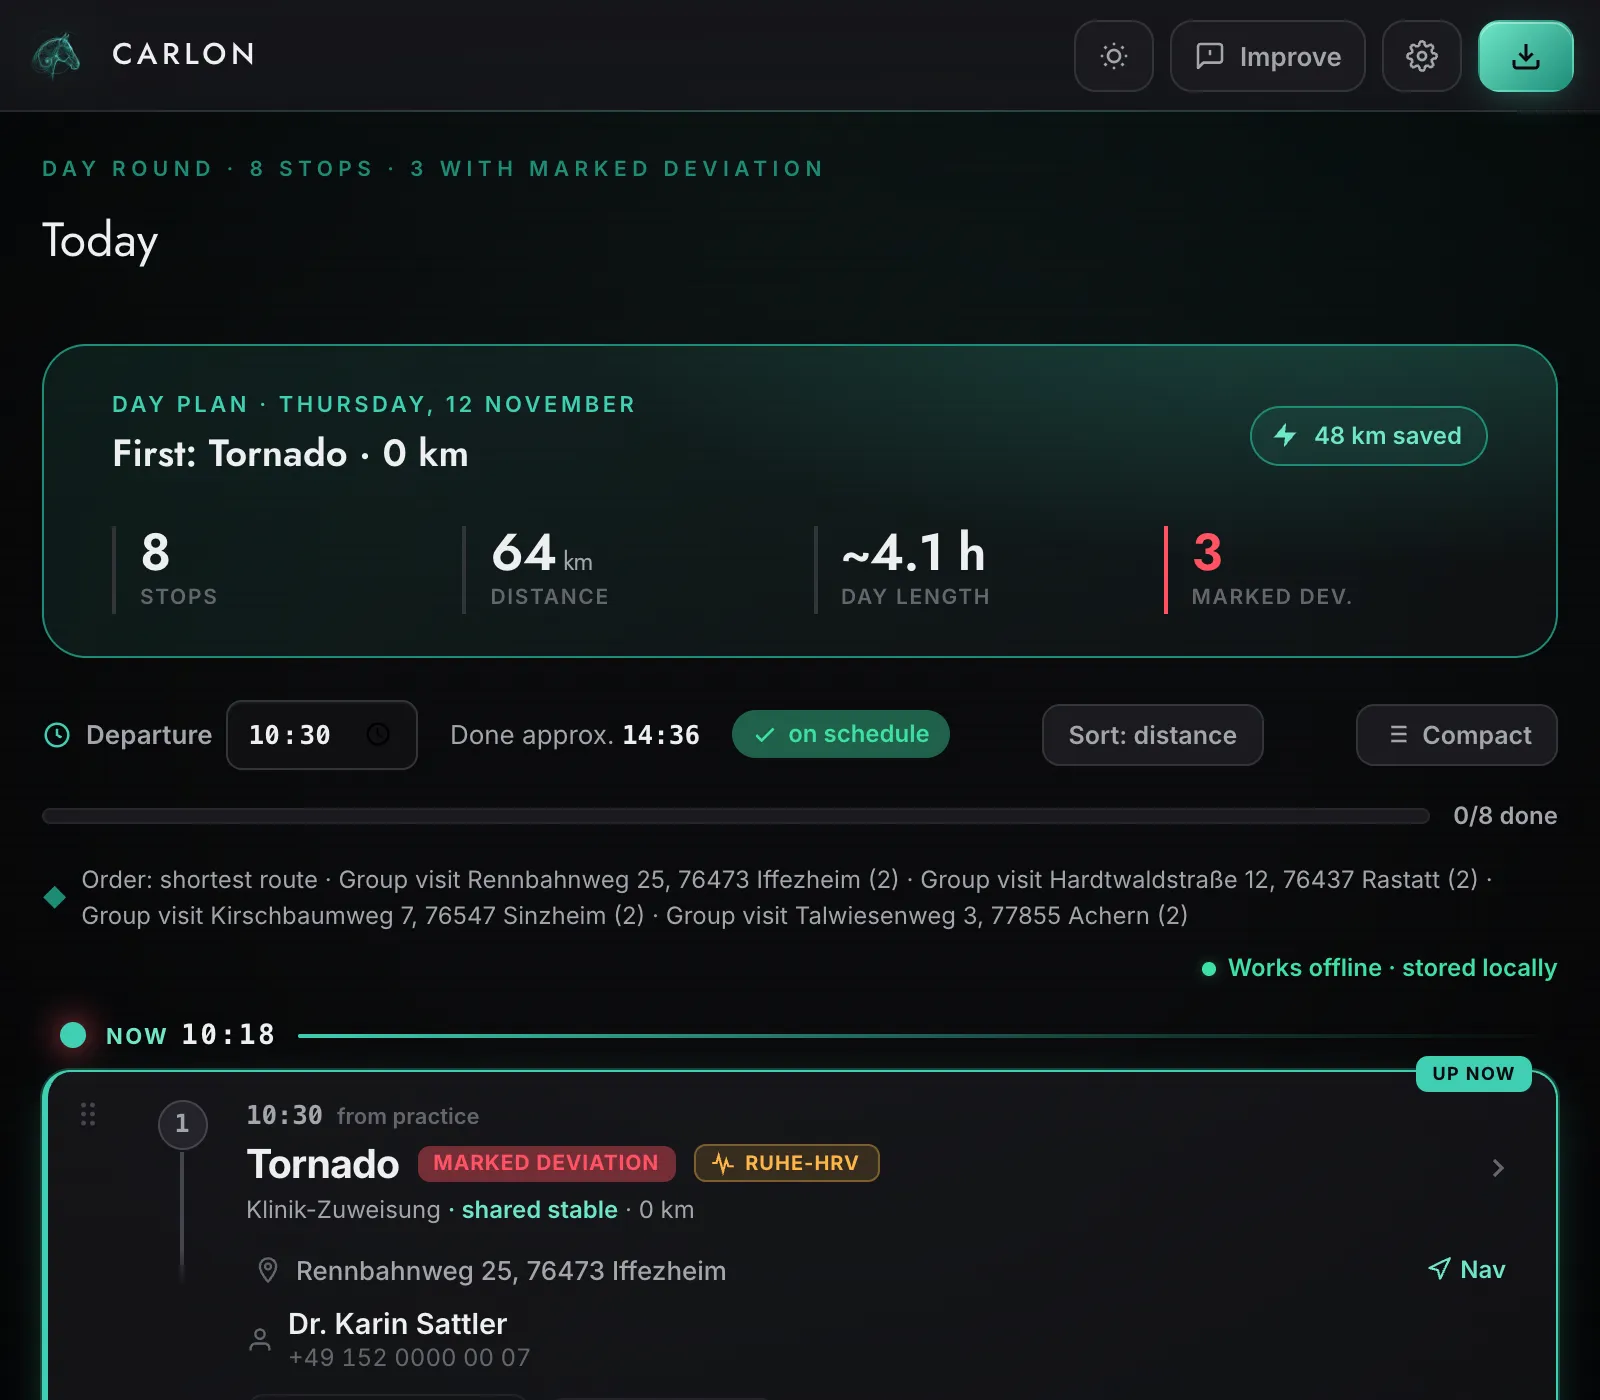 CARLON
Improve
DAY ROUND · 8 STOPS · 3 WITH MARKED DEVIATION
Today
DAY PLAN · THURSDAY, 12 NOVEMBER
First: Tornado · 0 km
48 km saved
8
STOPS
64 km
DISTANCE
~4.1 h
DAY LENGTH
3
MARKED DEV.
Departure 10:30 Done approx. 14:36 on schedule Sort: distance Compact
0/8 done
Order: shortest route · Group visit Rennbahnweg 25, 76473 Iffezheim (2) · Group visit Hardtwaldstraße 12, 76437 Rastatt (2) ·
Group visit Kirschbaumweg 7, 76547 Sinzheim (2) · Group visit Talwiesenweg 3, 77855 Achern (2)
Works offline · stored locally
NOW 10:18
UP NOW
1
10:30 from practice
Tornado MARKED DEVIATION RUHE-HRV
Klinik-Zuweisung · shared stable · 0 km
Rennbahnweg 25, 76473 Iffezheim
Nav
Dr. Karin Sattler
+49 152 0000 00 07